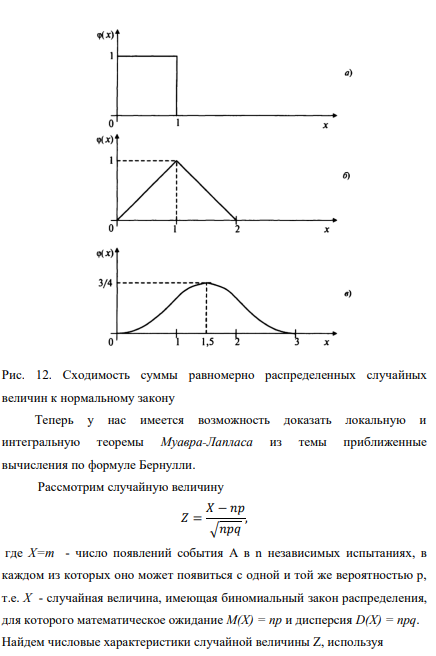 φ(x)
1
а)
0 1 x
φ(x)
1
б)
0 1 2 x
φ(x)
3/4
в)
0 1 1,5 2 3 x
Рис. 12. Сходимость суммы равномерно распределенных случайных
величин к нормальному закону
Теперь у нас имеется возможность доказать локальную и
интегральную теоремы Муавра-Лапласа из темы приближенные
вычисления по формуле Бернулли.
Рассмотрим случайную величину
Z = (X − np)/√npq,
где X=m - число появлений события А в n независимых испытаниях, в
каждом из которых оно может появиться с одной и той же вероятностью p,
т.е. X - случайная величина, имеющая биномиальный закон распределения,
для которого математическое ожидание M(X) = np и дисперсия D(X) = npq.
Найдем числовые характеристики случайной величины Z, используя